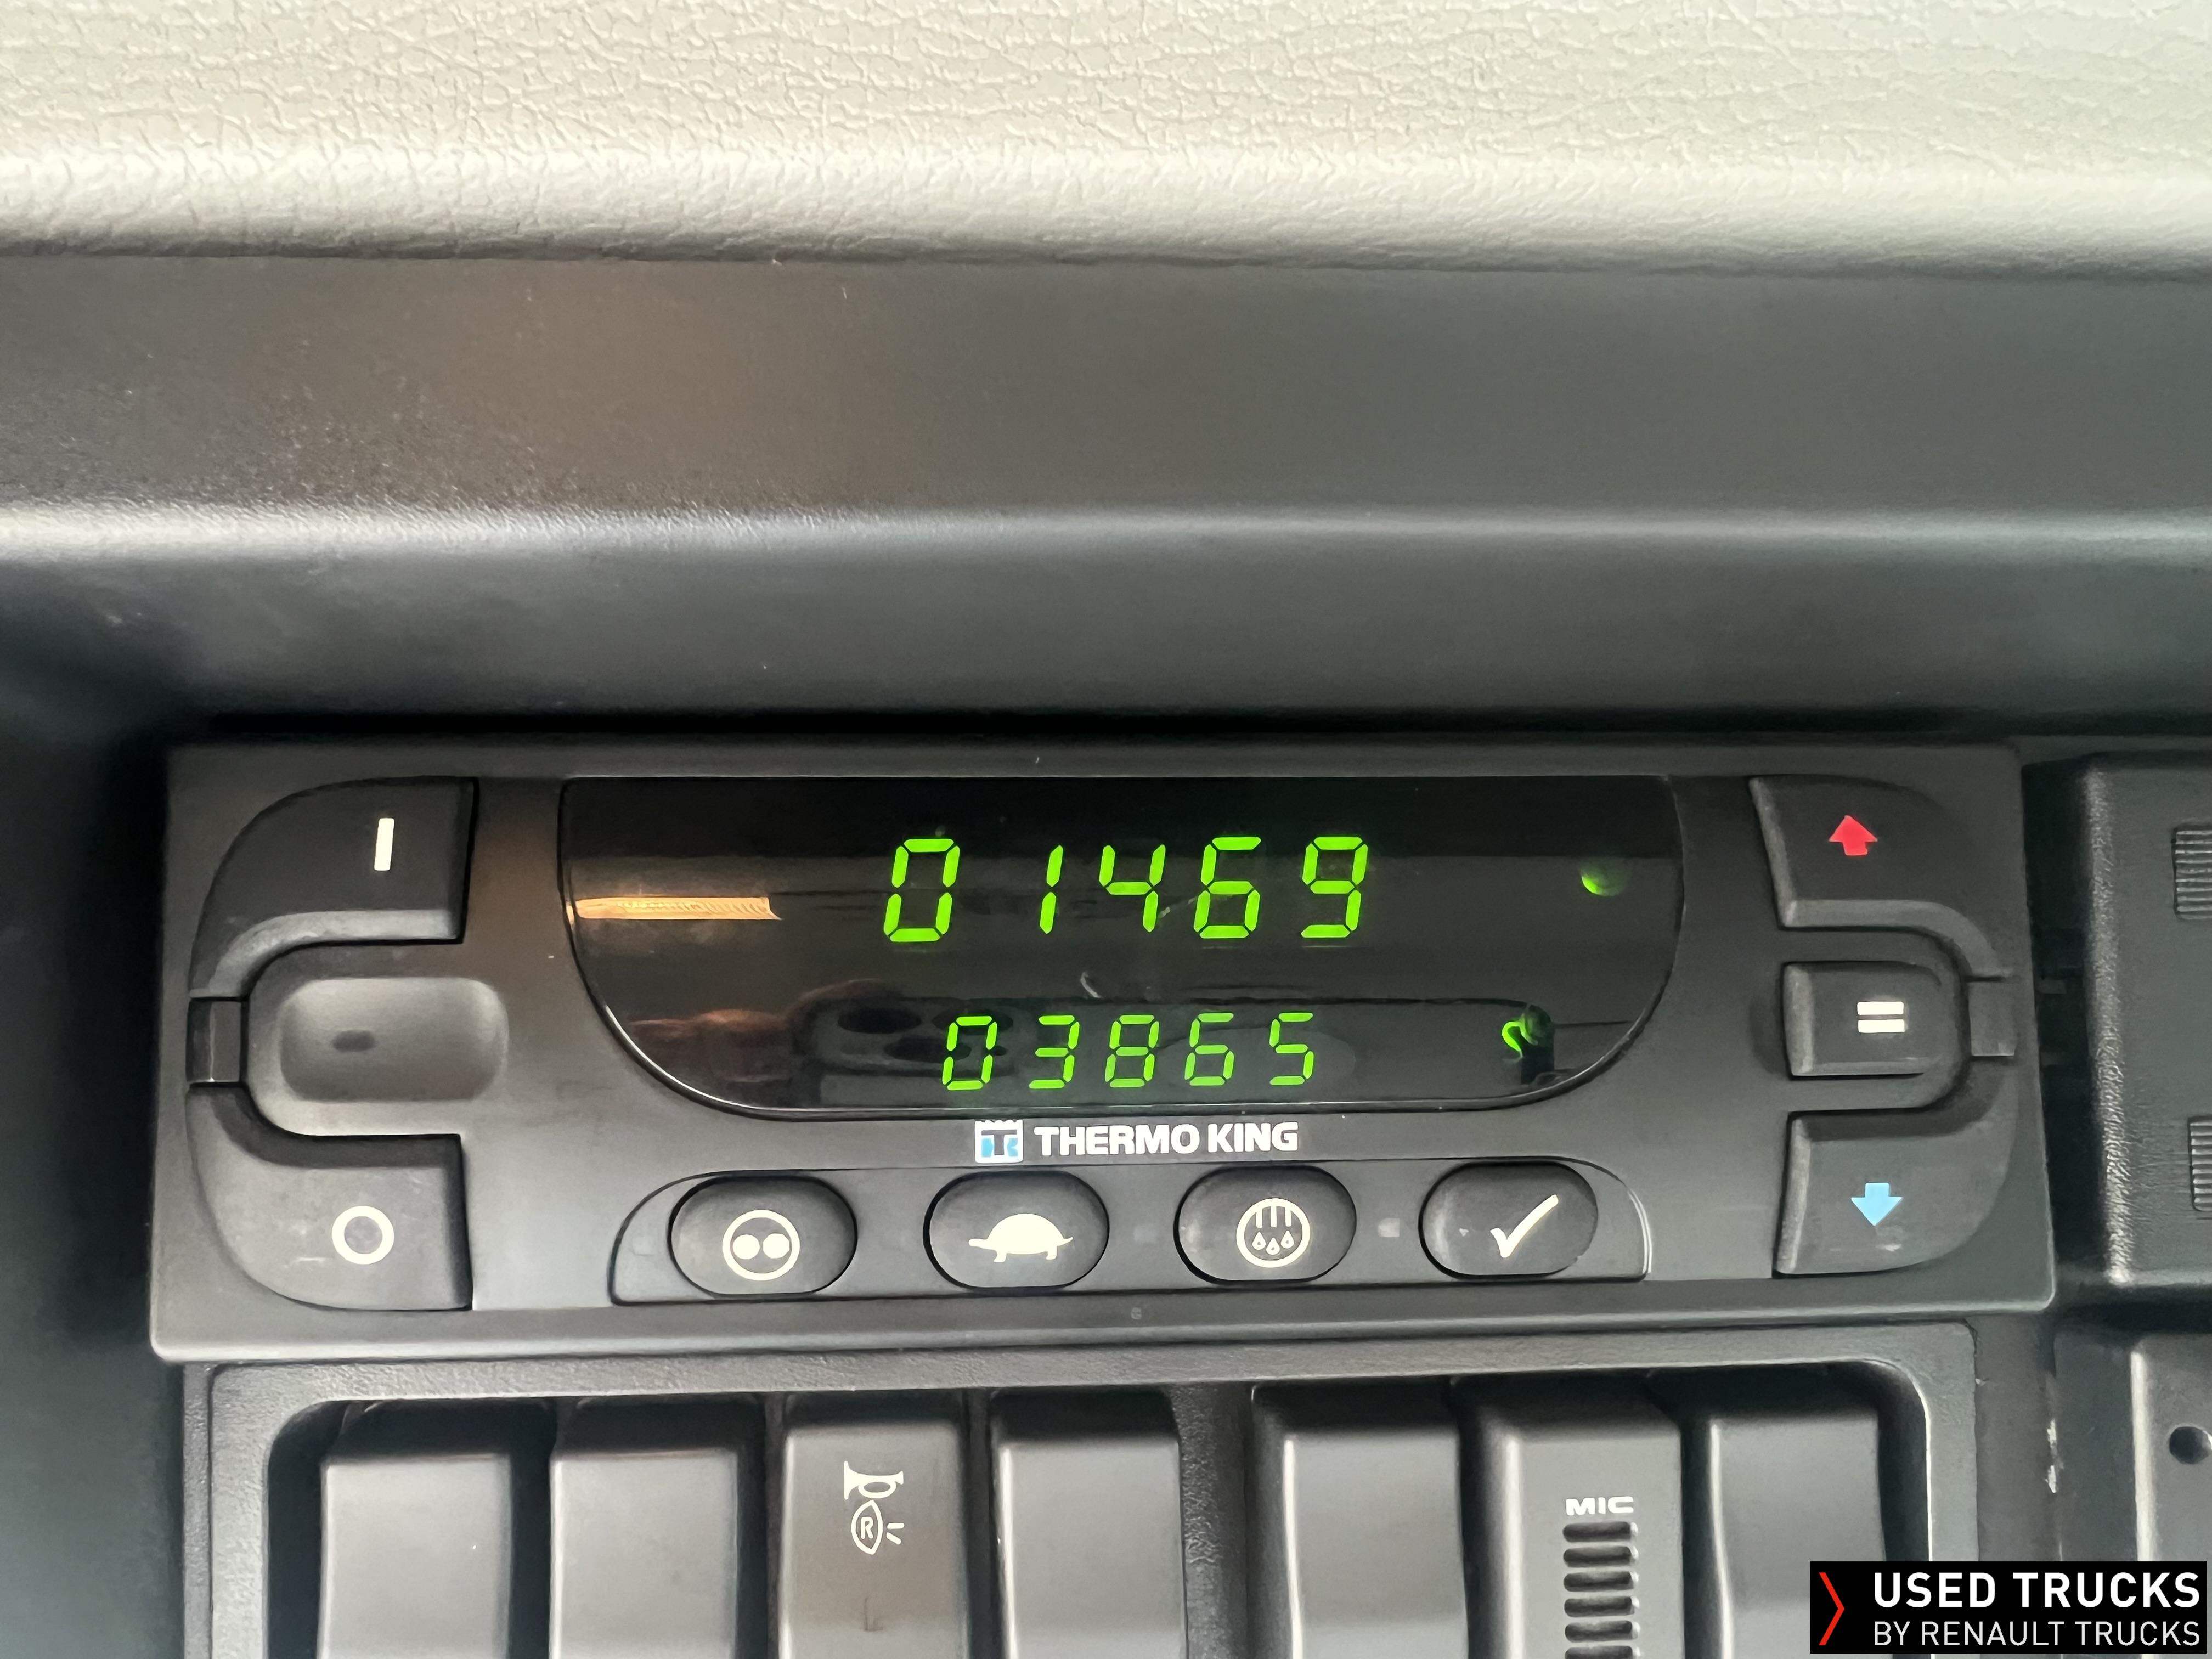 01469
03865
THERMO KING
R
MIC
USED TRUCKS
BY RENAULT TRUCKS